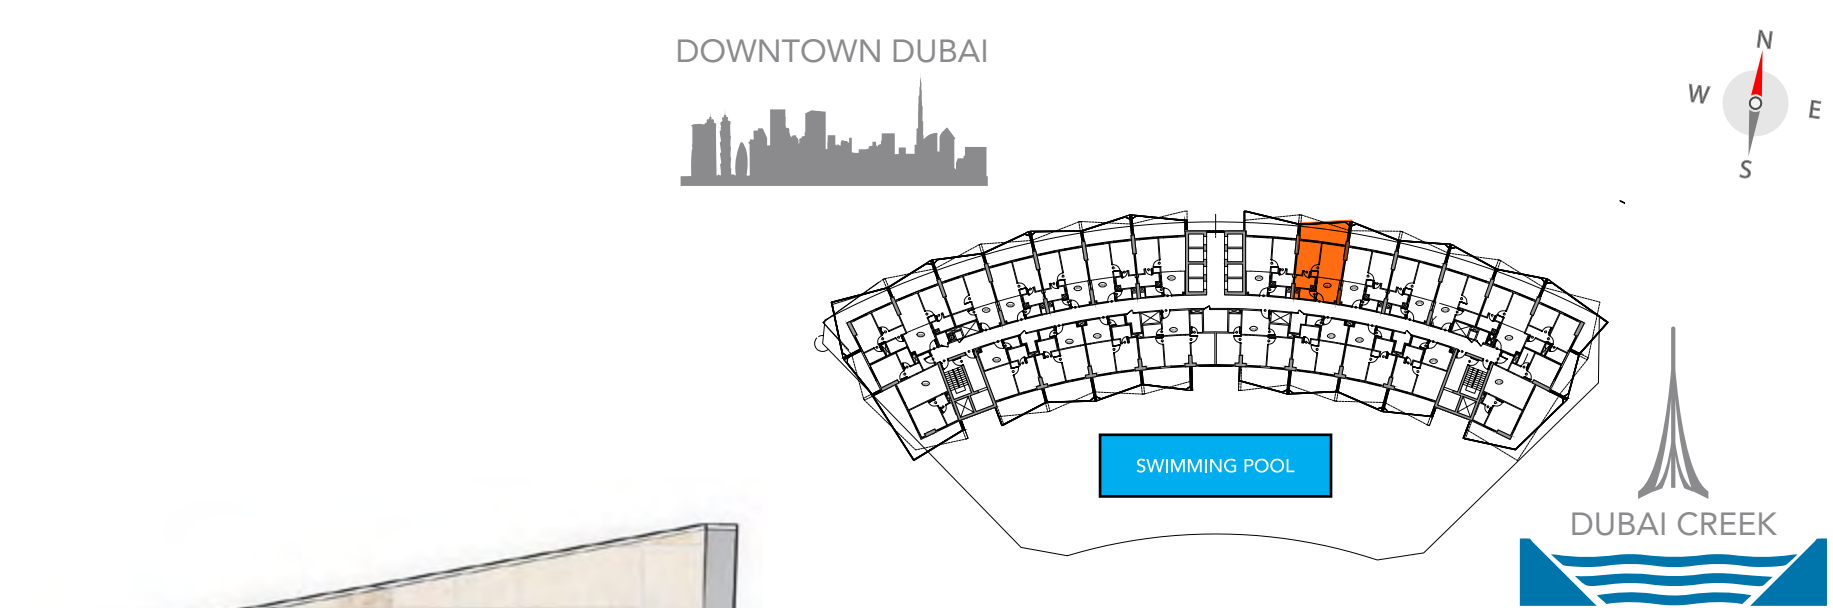 DOWNTOWN DUBAI
N
W
E
S
SWIMMING POOL
DUBAI CREEK